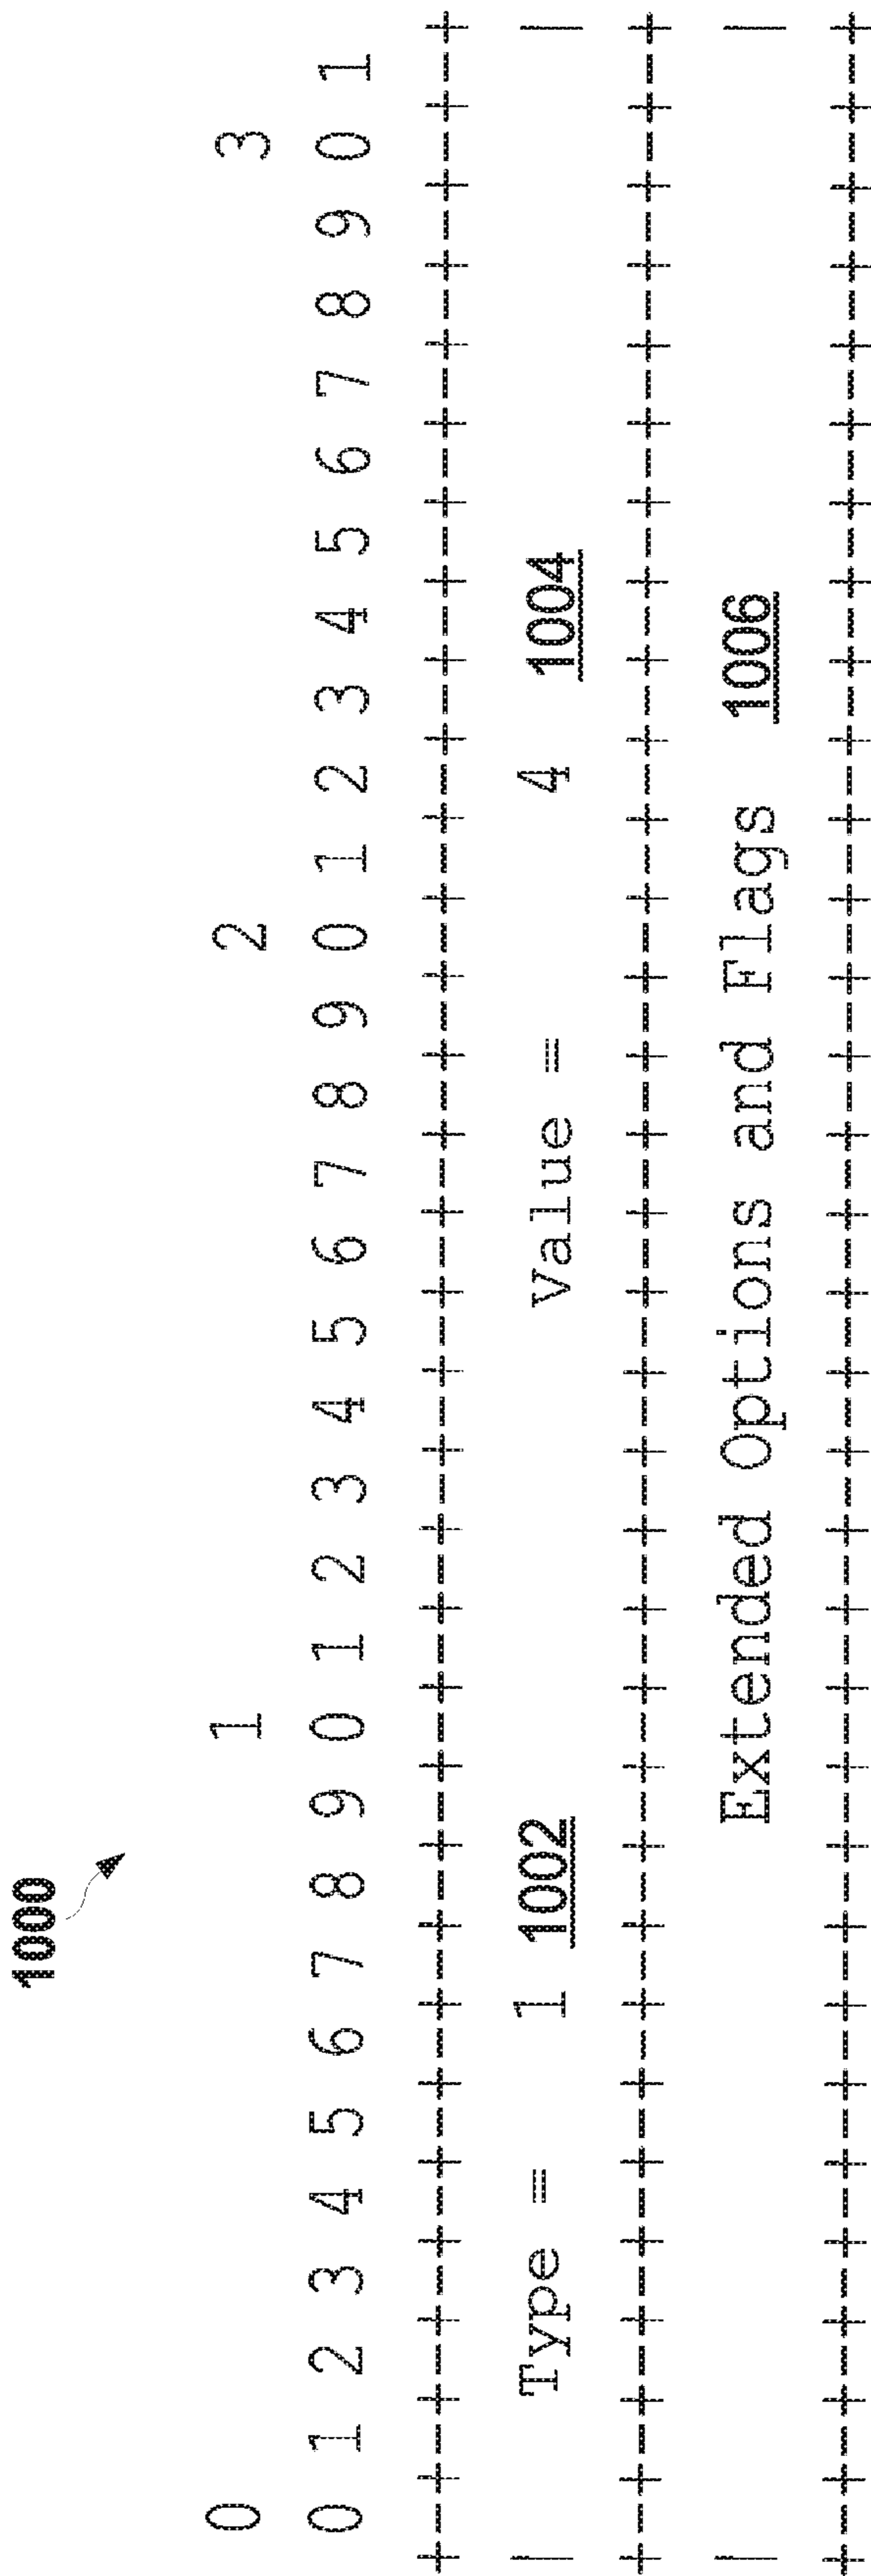 1000
0                   1                   2                   3
0 1 2 3 4 5 6 7 8 9 0 1 2 3 4 5 6 7 8 9 0 1 2 3 4 5 6 7 8 9 0 1
+-+-+-+-+-+-+-+-+-+-+-+-+-+-+-+-+-+-+-+-+-+-+-+-+-+-+-+-+-+-+-+-+
| Type = 1 1002 Value = 4 1004 |
+-+-+-+-+-+-+-+-+-+-+-+-+-+-+-+-+-+-+-+-+-+-+-+-+-+-+-+-+-+-+-+-+
| Extended Options and Flags 1006 |
+-+-+-+-+-+-+-+-+-+-+-+-+-+-+-+-+-+-+-+-+-+-+-+-+-+-+-+-+-+-+-+-+